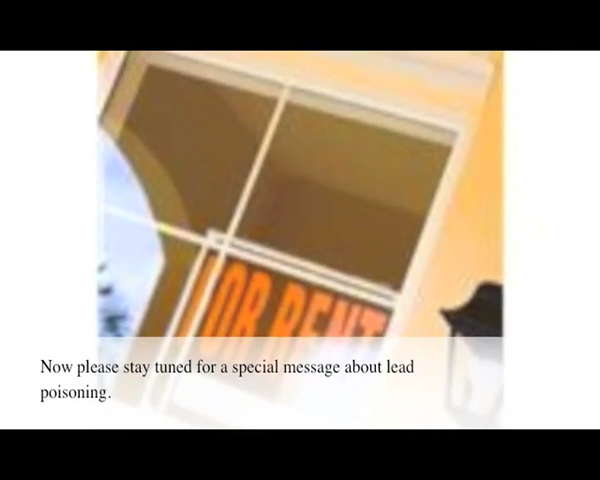 FOR RENT
Now please stay tuned for a special message about lead
poisoning.